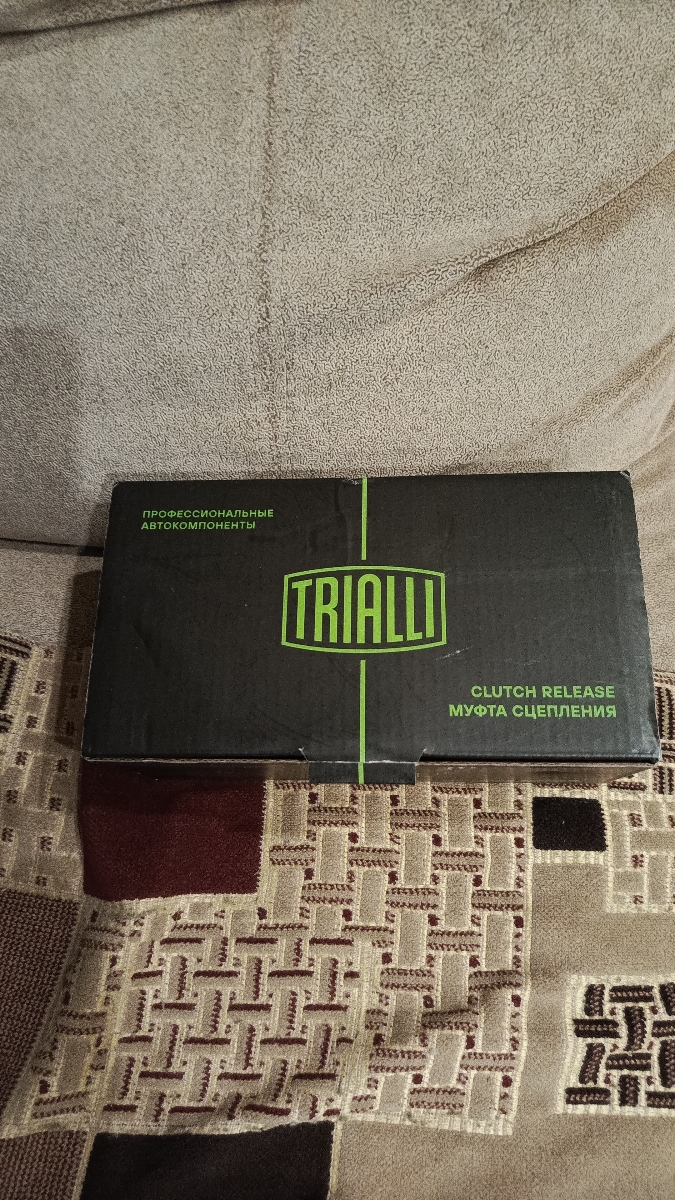 ПРОФЕССИОНАЛЬНЫЕ
АВТОКОМПОНЕНТЫ
TRIALLI
CLUTCH RELEASE
МУФТА СЦЕПЛЕНИЯ